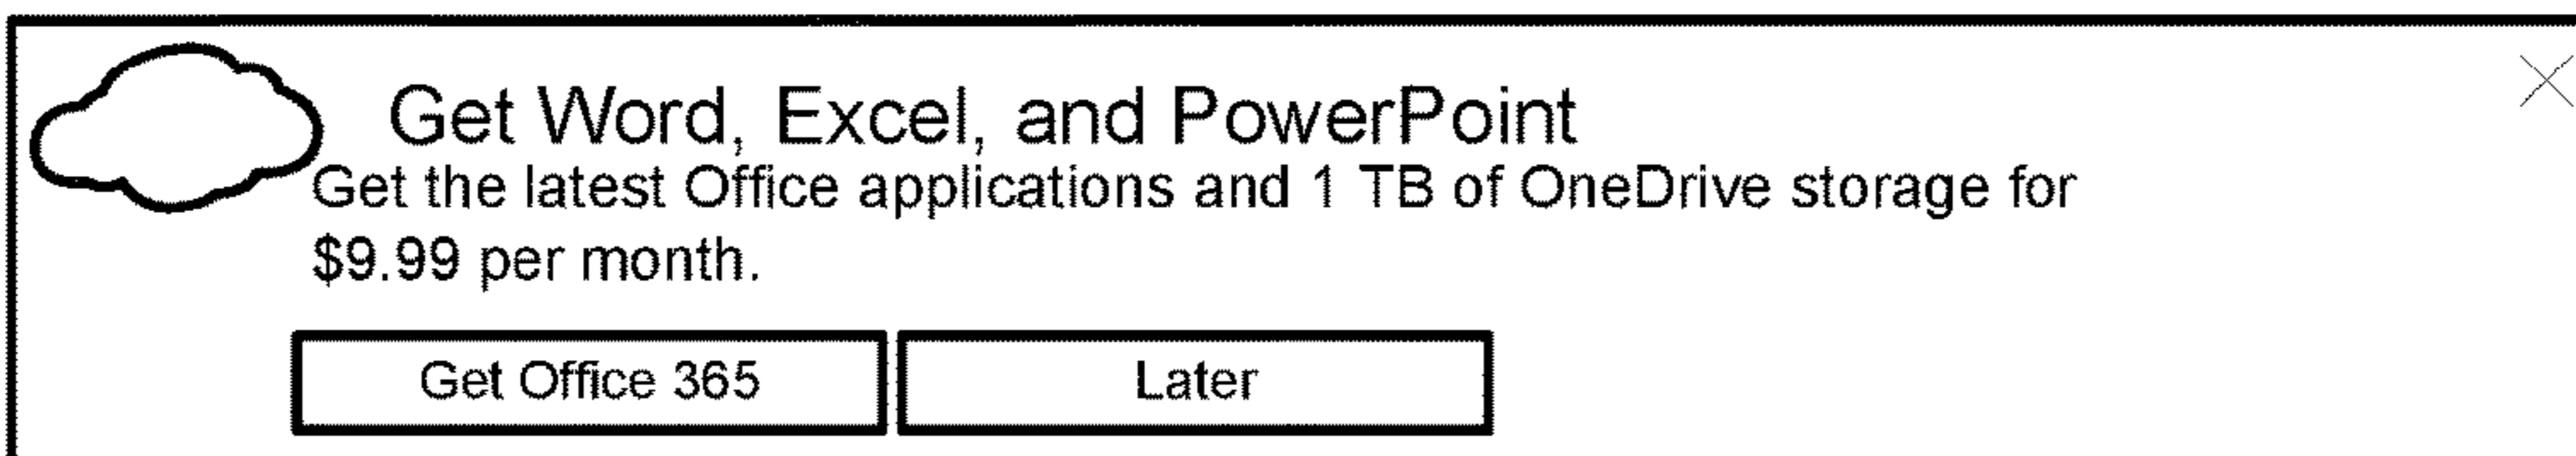 Get Word, Excel, and PowerPoint
Get the latest Office applications and 1 TB of OneDrive storage for
$9.99 per month.
Get Office 365
Later